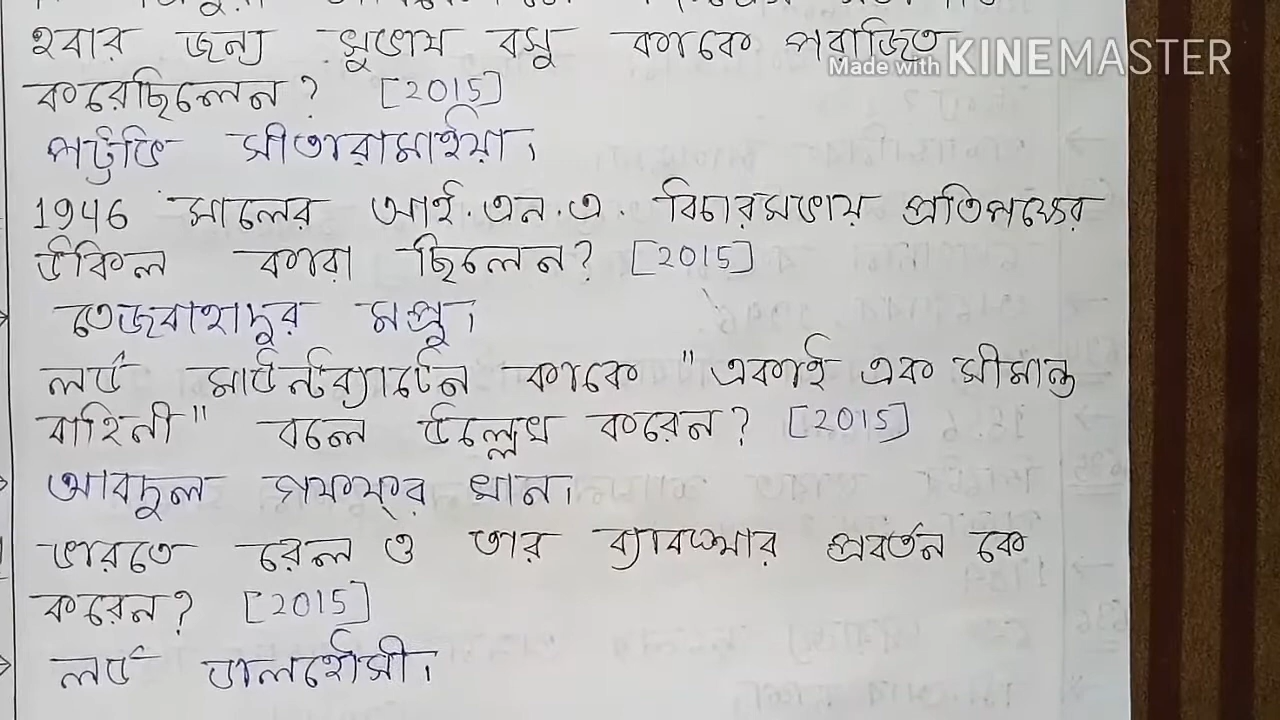 হবার জন্য সুভাষ বসু কাকে পরাজিত
Made with KINEMASTER
করেছিলেন? [2015]
পট্টভি সীতারামাইয়া।
1946 সালের আই.এন.এ. বিচারসভায় প্রতিপক্ষের
উকিল কারা ছিলেন? [2015]
তেজবাহাদুর সপ্রু।
লর্ড মাউন্টব্যাটেন কাকে "একাই এক সীমান্ত
বাহিনী" বলে উল্লেখ করেন? [2015]
আবদুল গফফ্র খান।
ভারতে রেল ও তার ব্যাবস্থার প্রবর্তন কে
করেন? [2015]
লর্ড ডালহৌসী।